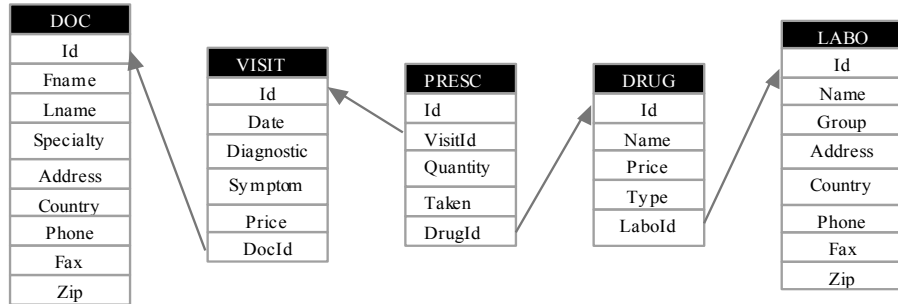 DOC
Id
Fname
Lname
Specialty
Address
Country
Phone
Fax
Zip
VISIT
Id
Date
Diagnostic
Symptom
Price
DocId
PRESC
Id
VisitId
Quantity
Taken
DrugId
DRUG
Id
Name
Price
Type
LaboId
LABO
Id
Name
Group
Address
Country
Phone
Fax
Zip